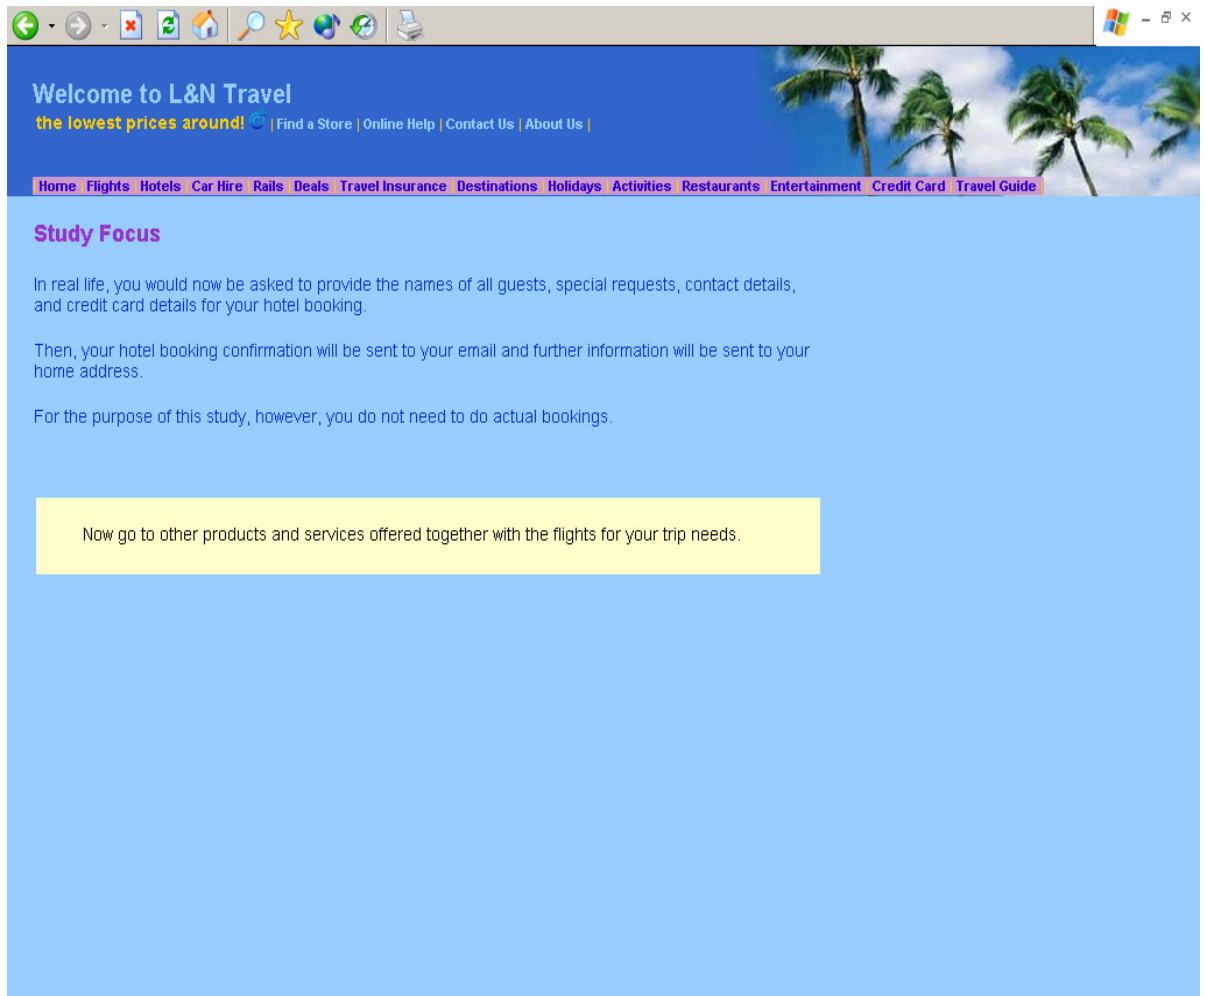 Welcome to L&N Travel
the lowest prices around! | Find a Store | Online Help | Contact Us | About Us |
| Home | Flights | Hotels | Car Hire | Rails | Deals | Travel Insurance | Destinations | Holidays | Activities | Restaurants | Entertainment | Credit Card | Travel Guide |
Study Focus
In real life, you would now be asked to provide the names of all guests, special requests, contact details,
and credit card details for your hotel booking.
Then, your hotel booking confirmation will be sent to your email and further information will be sent to your
home address.
For the purpose of this study, however, you do not need to do actual bookings.
Now go to other products and services offered together with the flights for your trip needs.